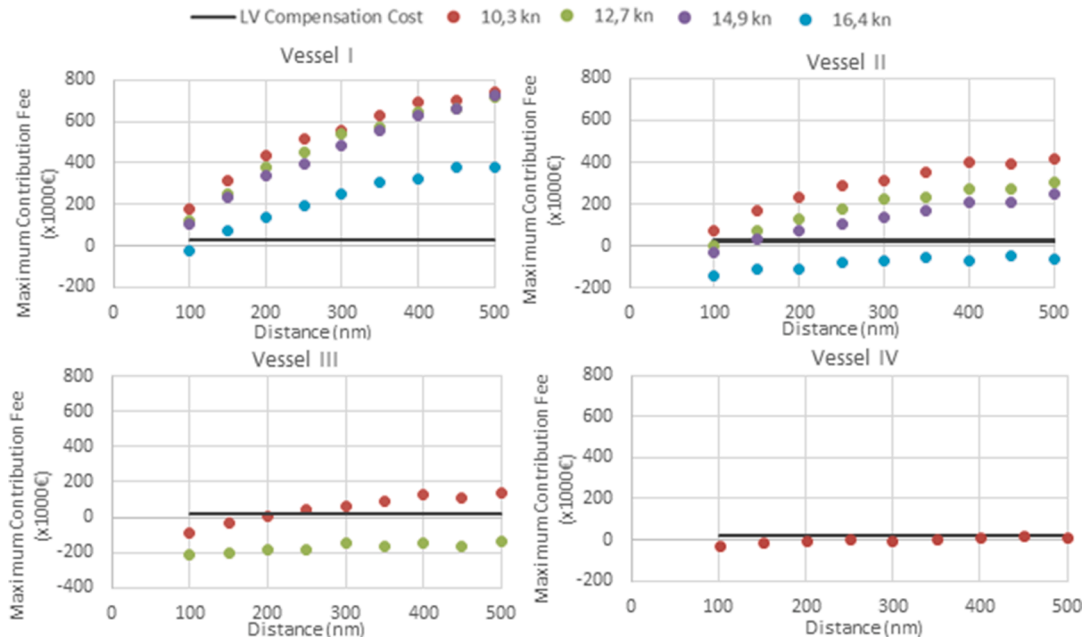 LV Compensation Cost 10,3 kn 12,7 kn 14,9 kn 16,4 kn
Vessel I
Maximum Contribution Fee
(x1000€)
800
600
400
200
0
-200
0 100 200 300 400 500
Distance (nm)
Vessel II
Maximum Contribution Fee
(x1000€)
800
600
400
200
0
-200
0 100 200 300 400 500
Distance (nm)
Vessel III
Maximum Contribution Fee
(x1000€)
800
600
400
200
0
-200
-400
0 100 200 300 400 500
Distance (nm)
Vessel IV
Maximum Contribution Fee
(x1000€)
800
600
400
200
0
-200
0 100 200 300 400 500
Distance (nm)